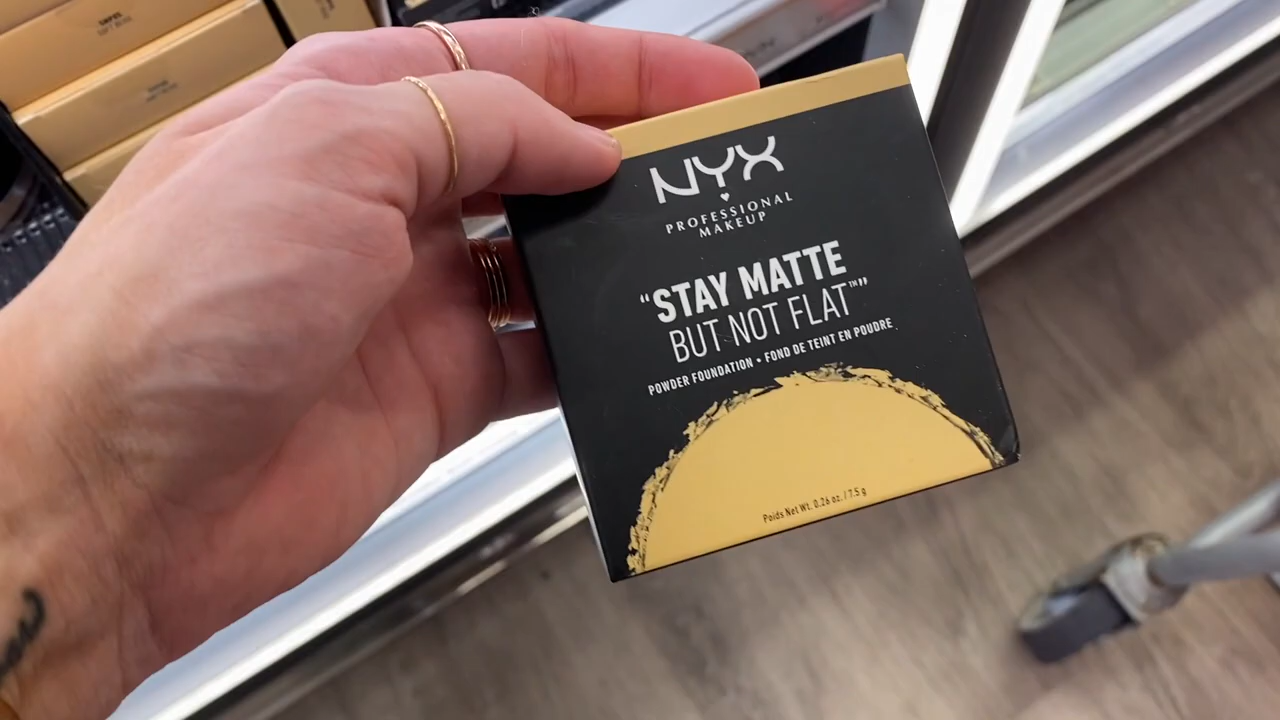 NYX
PROFESSIONAL
MAKEUP
“STAY MATTE
BUT NOT FLAT™”
POWDER FOUNDATION • FOND DE TEINT EN POUDRE
Poids Net Wt. 0.26 oz. / 7.5 g